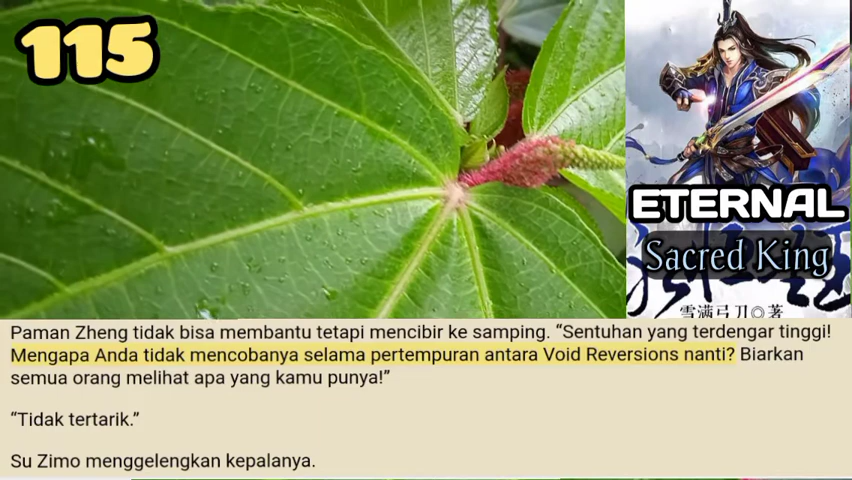 115
ETERNAL
Sacred King
雪满弓刀◎著
Paman Zheng tidak bisa membantu tetapi mencibir ke samping. “Sentuhan yang terdengar tinggi!
Mengapa Anda tidak mencobanya selama pertempuran antara Void Reversions nanti? Biarkan
semua orang melihat apa yang kamu punya!”
“Tidak tertarik.”
Su Zimo menggelengkan kepalanya.